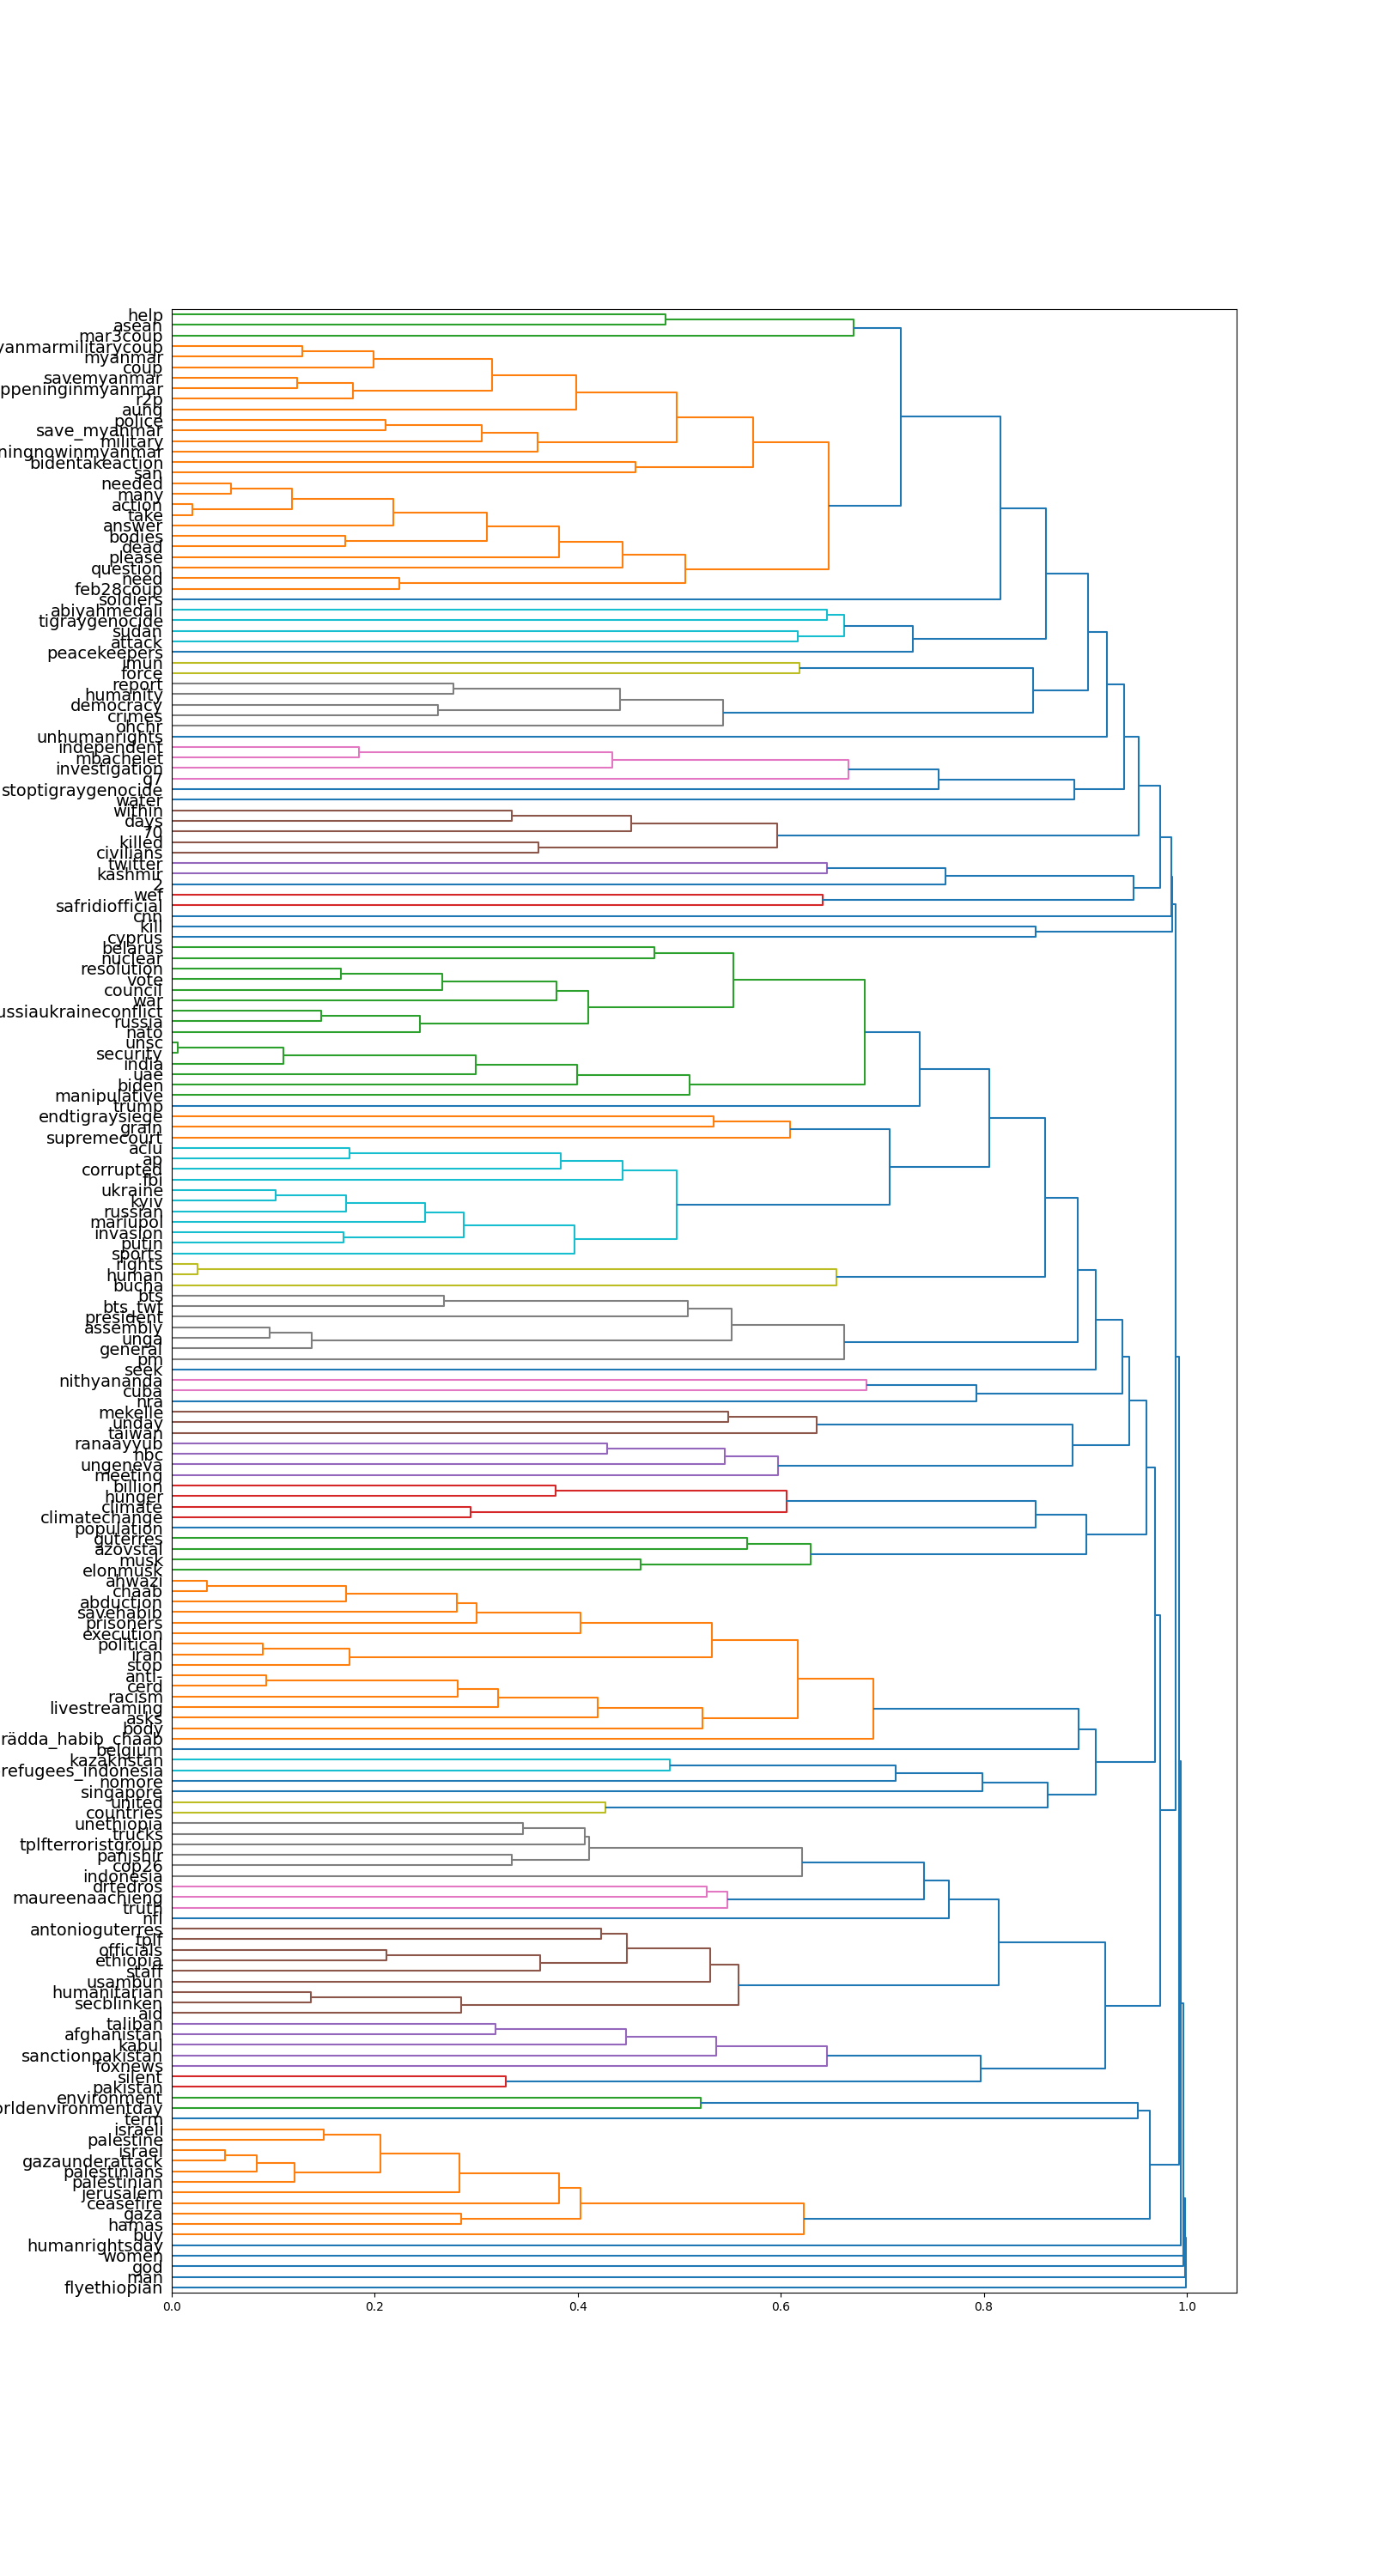 help
asean
mar3coup
yanmarmilitarycoup
myanmar
coup
savemyanmar
ppeninginmyanmar
r2p
aung
police
save_myanmar
military
ningnowinmyanmar
bidentakeaction
san
needed
many
action
take
answer
bodies
dead
please
question
need
feb28coup
soldiers
abiyahmedali
tigraygenocide
sudan
attack
peacekeepers
jmun
force
report
humanity
democracy
crimes
ohchr
unhumanrights
independent
mbachelet
investigation
g7
stoptigraygenocide
water
within
days
70
killed
civilians
twitter
kashmir
2
wef
safridiofficial
cnn
kill
cyprus
belarus
nuclear
resolution
vote
council
war
ussiaukraineconflict
russia
nato
unsc
security
india
uae
biden
manipulative
trump
endtigraysiege
grain
supremecourt
aclu
ap
corrupted
fbi
ukraine
kyiv
russian
mariupol
invasion
putin
sports
rights
human
bucha
bts
bts_twt
president
assembly
unga
general
pm
seek
nithyananda
cuba
nra
mekelle
unday
taiwan
ranaayyub
nbc
ungeneva
meeting
billion
hunger
climate
climatechange
population
guterres
azovstal
musk
elonmusk
ahwazi
chaab
abduction
savehabib
prisoners
execution
political
iran
stop
anti-
cerd
racism
livestreaming
asks
body
rädda_habib_chaab
belgium
kazakhstan
refugees_indonesia
nomore
singapore
united
countries
unethiopia
trucks
tplfterroristgroup
panjshir
cop26
indonesia
drtedros
maureenaachieng
truth
nfl
antonioguterres
tplf
officials
ethiopia
staff
usambun
humanitarian
secblinken
aid
taliban
afghanistan
kabul
sanctionpakistan
foxnews
silent
pakistan
environment
orldenvironmentday
term
israeli
palestine
israel
gazaunderattack
palestinians
palestinian
jerusalem
ceasefire
gaza
hamas
buy
humanrightsday
women
god
man
flyethiopian
0.0 0.2 0.4 0.6 0.8 1.0